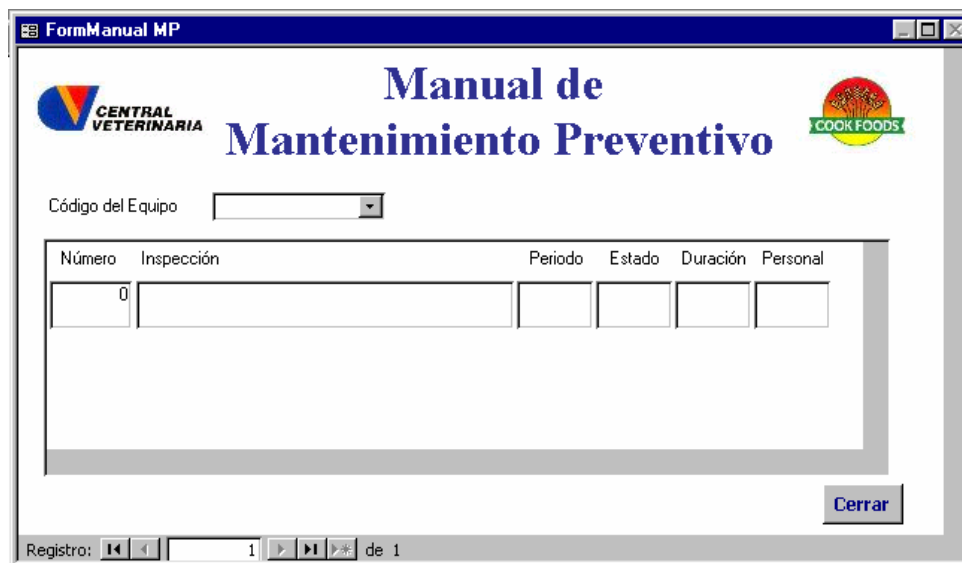 FormManual MP
Manual de
Mantenimiento Preventivo
CENTRAL
VETERINARIA
COOK FOODS
Código del Equipo
Número Inspección Periodo Estado Duración Personal
0
Cerrar
Registro: 1 de 1